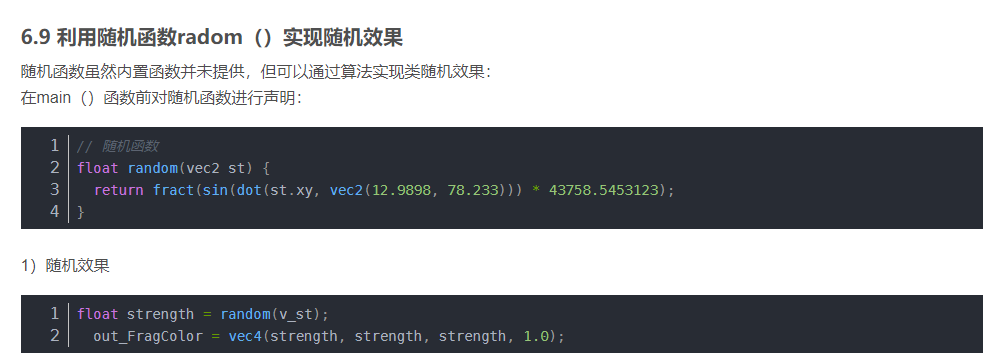 6.9 利用随机函数radom（）实现随机效果
随机函数虽然内置函数并未提供，但可以通过算法实现类随机效果：
在main（）函数前对随机函数进行声明：
1 // 随机函数
2 float random(vec2 st) {
3   return fract(sin(dot(st.xy, vec2(12.9898, 78.233))) * 43758.5453123);
4 }
1）随机效果
1 float strength = random(v_st);
2   out_FragColor = vec4(strength, strength, strength, 1.0);